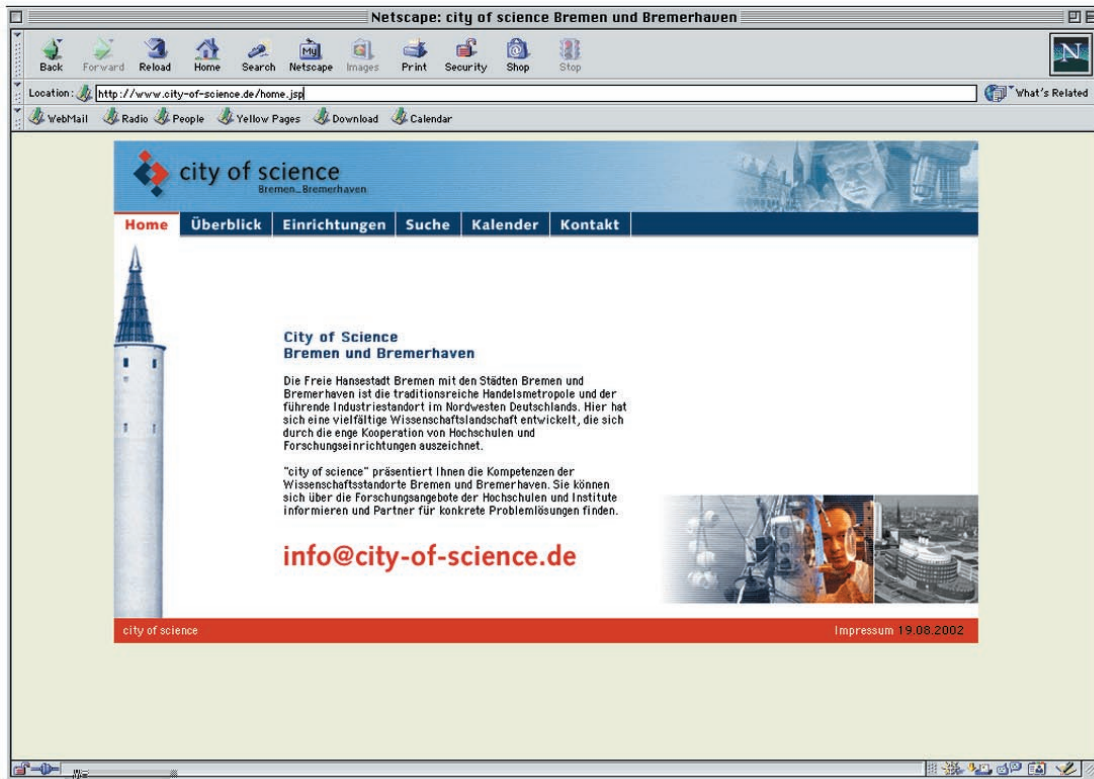 Netscape: city of science Bremen und Bremerhaven
Back Forward Reload Home Search Netscape Images Print Security Shop Stop
Location: http://www.city-of-science.de/home.jsp What's Related
WebMail Radio People Yellow Pages Download Calendar
city of science
Bremen_Bremerhaven
Home Überblick Einrichtungen Suche Kalender Kontakt
City of Science
Bremen und Bremerhaven
Die Freie Hansestadt Bremen mit den Städten Bremen und
Bremerhaven ist die traditionsreiche Handelsmetropole und der
führende Industriestandort im Nordwesten Deutschlands. Hier hat
sich eine vielfältige Wissenschaftslandschaft entwickelt, die sich
durch die enge Kooperation von Hochschulen und
Forschungseinrichtungen auszeichnet.
"city of science" präsentiert Ihnen die Kompetenzen der
Wissenschaftsstandorte Bremen und Bremerhaven. Sie können
sich über die Forschungsangebote der Hochschulen und Institute
informieren und Partner für konkrete Problemlösungen finden.
info@city-of-science.de
city of science Impressum 19.08.2002